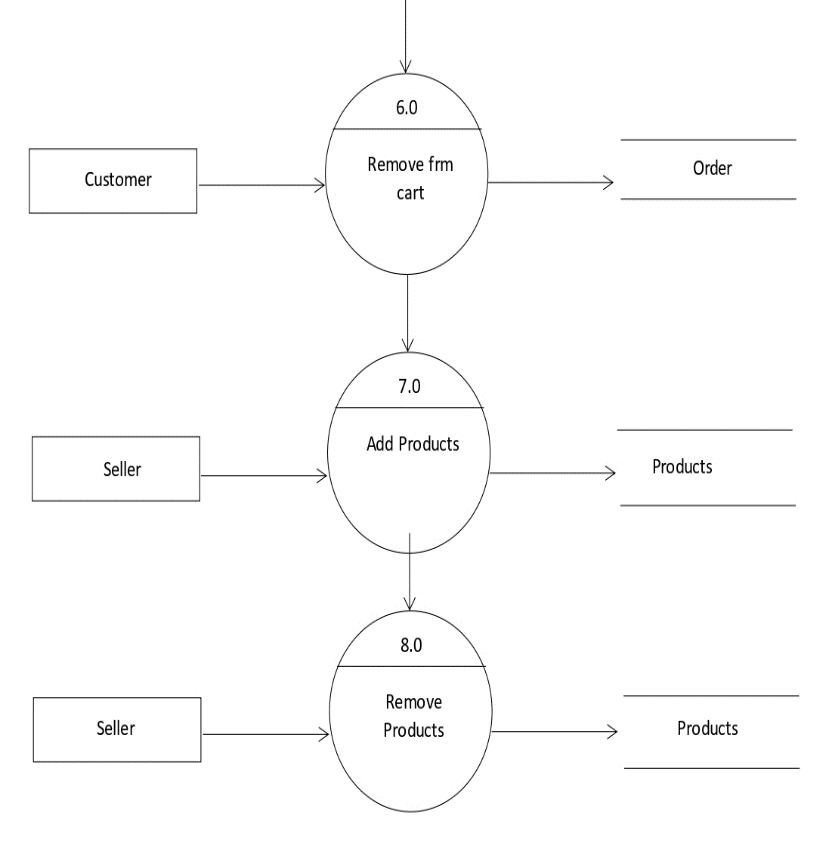 6.0
Customer
Remove frm
cart
Order
7.0
Seller
Add Products
Products
8.0
Seller
Remove
Products
Products